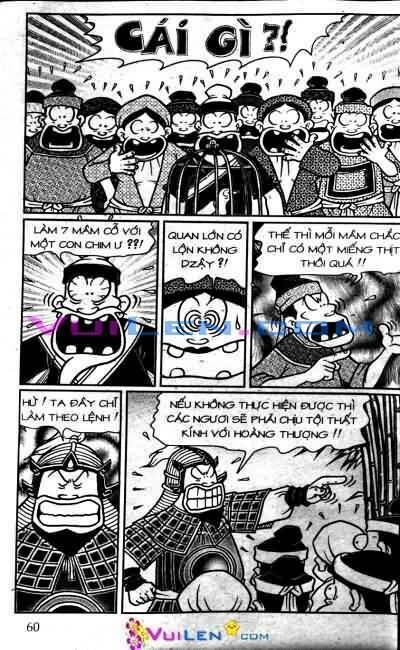 CÁI GÌ ?!
LÀM 7 MÂM CỖ VỚI
MỘT CON CHIM Ư ??!
QUAN LỚN CÓ
LỘN KHÔNG
DZẬY ?!
THẾ THÌ MỖI MÂM CHẮC
CHỈ CÓ MỘT MIẾNG THỊT
THÔI QUÁ !!
VUILEN.COM
HỪ ! TA ĐÂY CHỈ
LÀM THEO LỆNH !
NẾU KHÔNG THỰC HIỆN ĐƯỢC THÌ
CÁC NGƯƠI SẼ PHẢI CHỊU TỘI THẤT
KÍNH VỚI HOÀNG THƯỢNG !!
60
VUILEN.COM